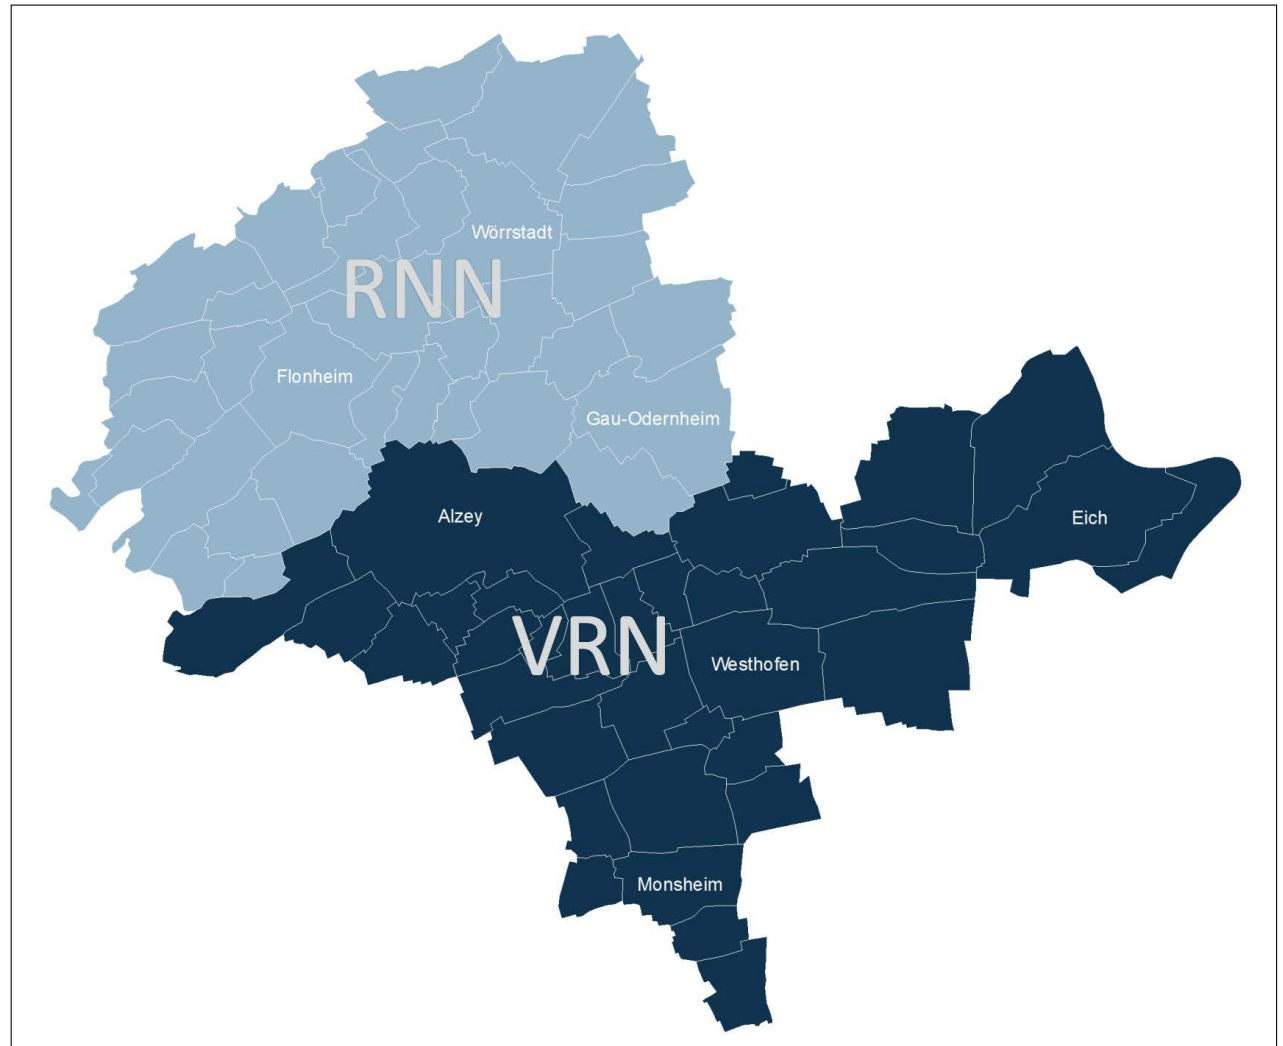 Wörrstadt
RNN
Flonheim
Gau-Odernheim
Alzey
Eich
VRN
Westhofen
Monsheim